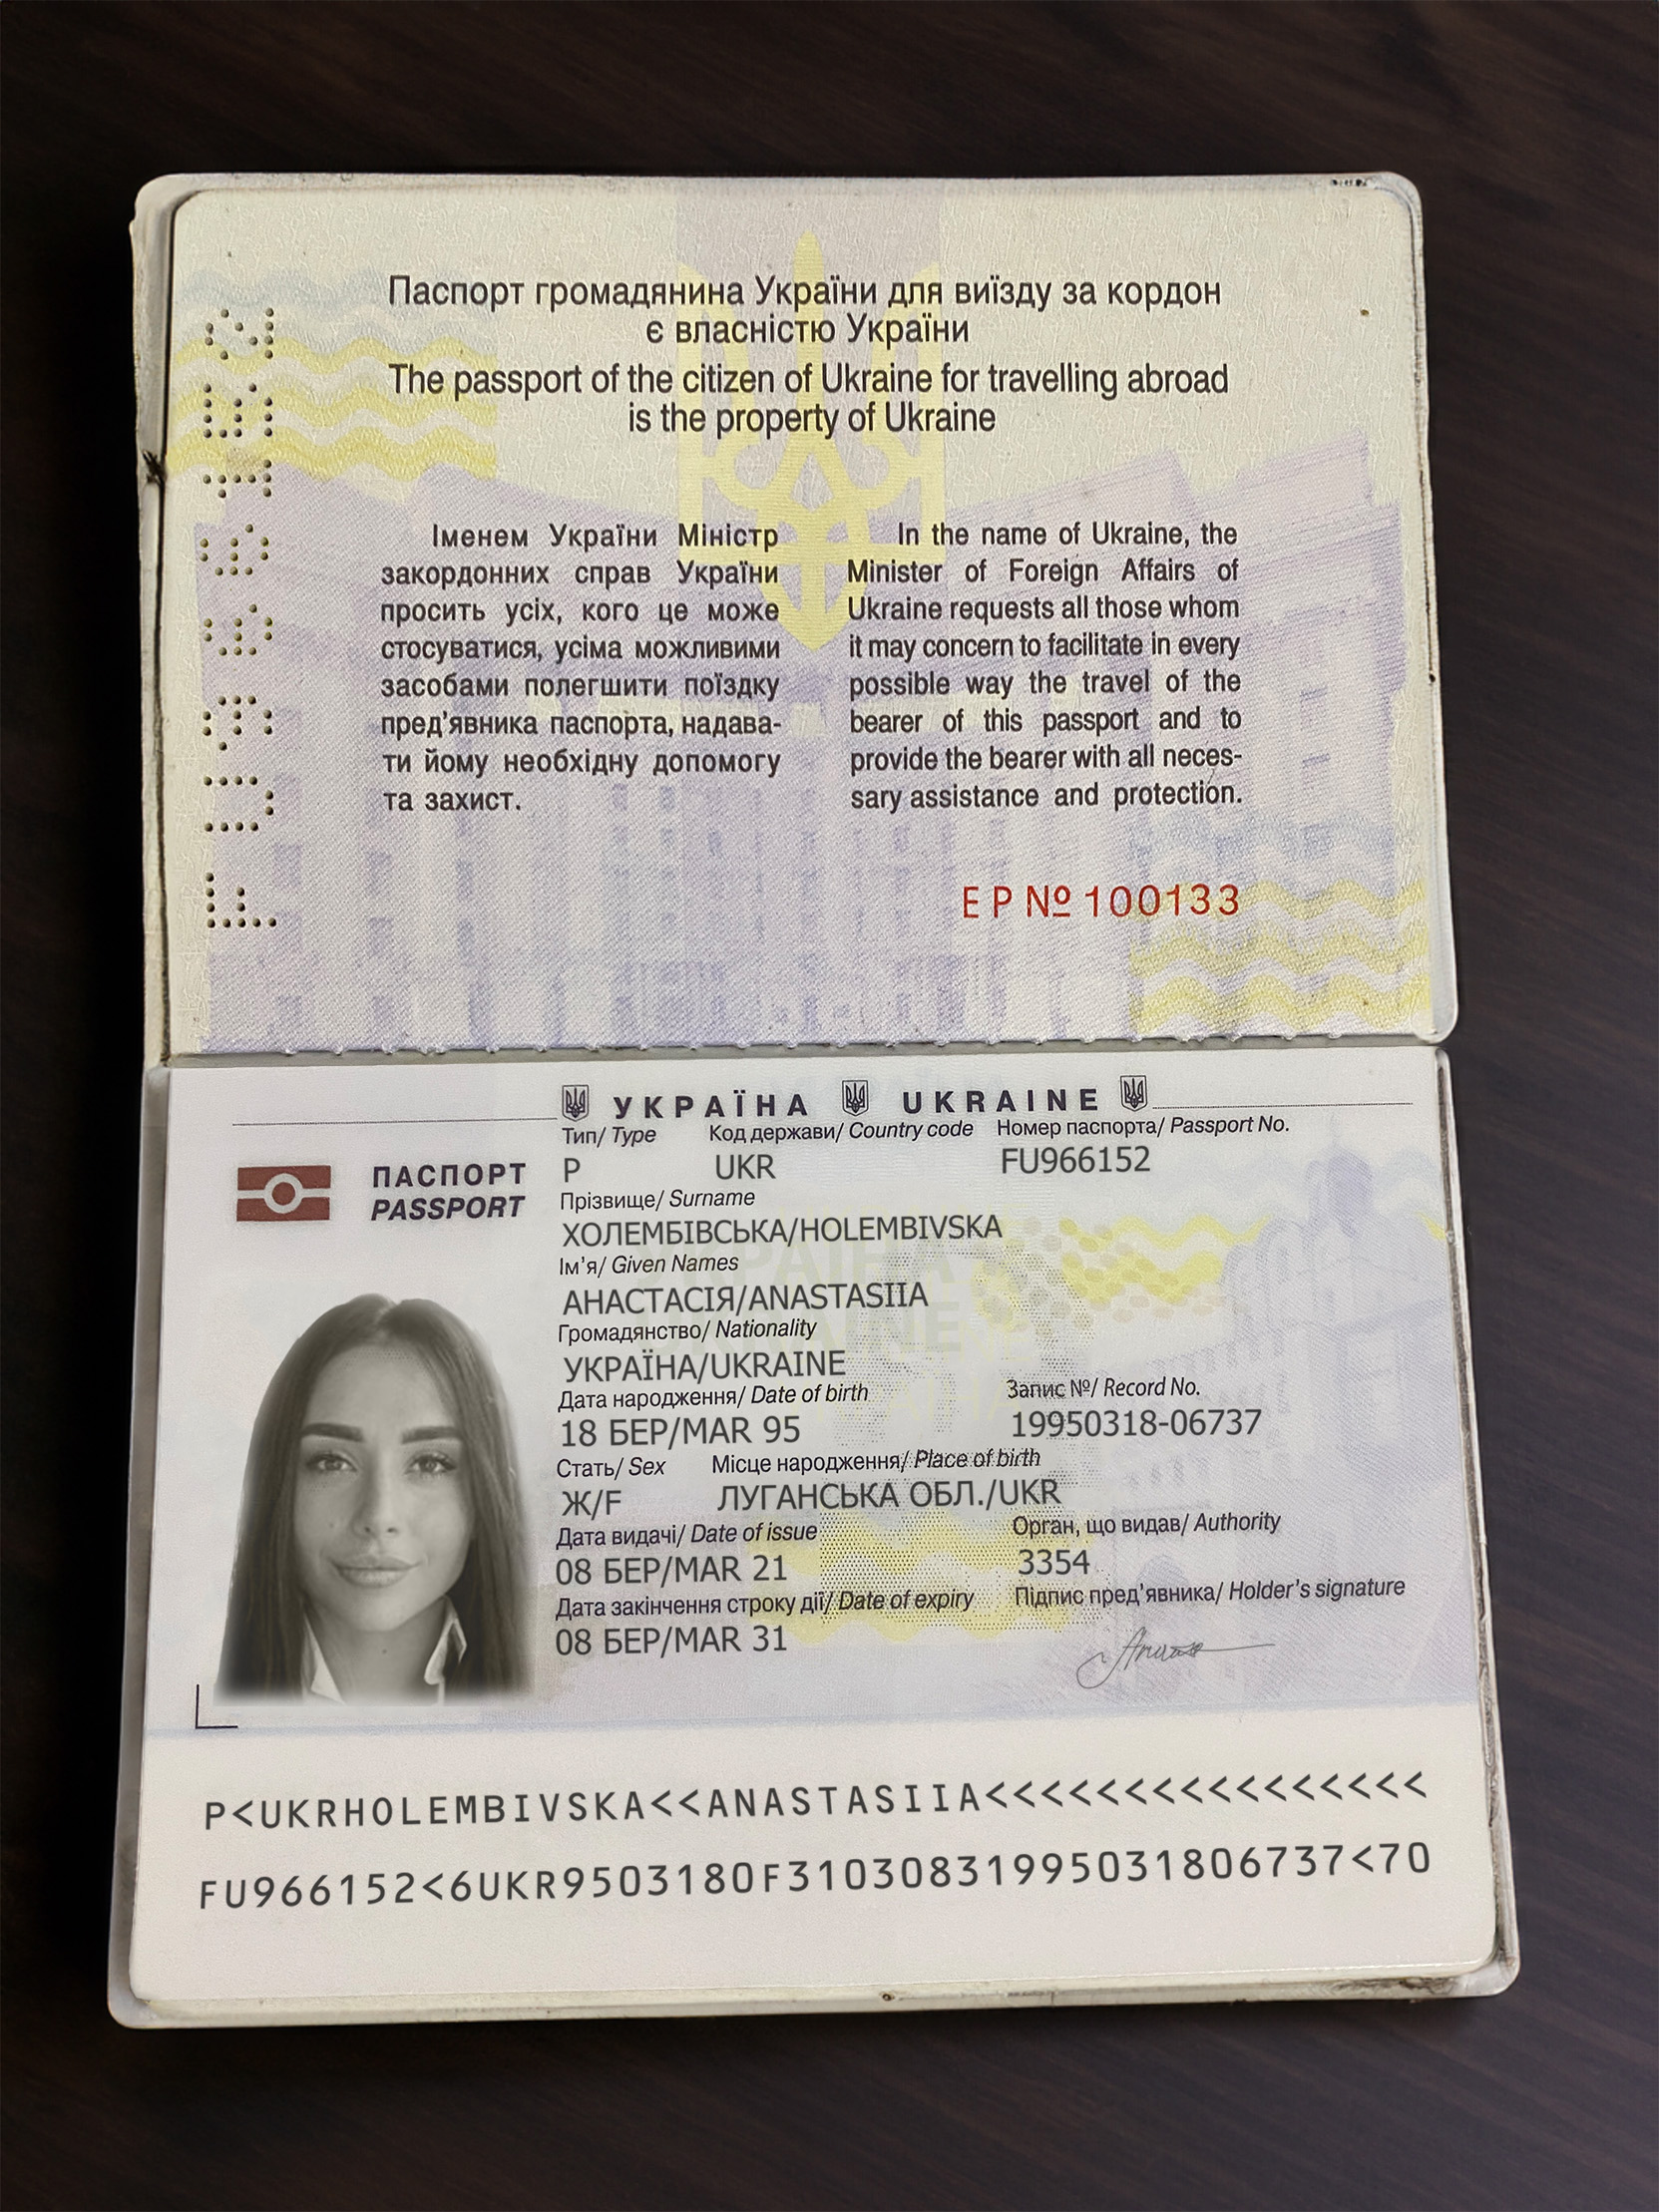 FU966152
Паспорт громадянина України для виїзду за кордон
є власністю України
The passport of the citizen of Ukraine for travelling abroad
is the property of Ukraine
Іменем України Міністр
закордонних справ України
просить усіх, кого це може
стосуватися, усіма можливими
засобами полегшити поїздку
пред'явника паспорта, надава-
ти йому необхідну допомогу
та захист.
In the name of Ukraine, the
Minister of Foreign Affairs of
Ukraine requests all those whom
it may concern to facilitate in every
possible way the travel of the
bearer of this passport and to
provide the bearer with all neces-
sary assistance and protection.
EP № 100133
УКРАЇНА UKRAINE
ПАСПОРТ
PASSPORT
Тип/ Type Код держави/ Country code Номер паспорта/ Passport No.
P UKR FU966152
Прізвище/ Surname
ХОЛЕМБІВСЬКА/HOLEMBIVSKA
Ім'я/ Given Names
АНАСТАСІЯ/ANASTASIIA
Громадянство/ Nationality
УКРАЇНА/UKRAINE
Дата народження/ Date of birth Запис №/ Record No.
18 БЕР/MAR 95 19950318-06737
Стать/ Sex Місце народження/ Place of birth
Ж/F ЛУГАНСЬКА ОБЛ./UKR
Дата видачі/ Date of issue Орган, що видав/ Authority
08 БЕР/MAR 21 3354
Дата закінчення строку дії/ Date of expiry Підпис пред'явника/ Holder's signature
08 БЕР/MAR 31
P<UKRHOLEMBIVSKA<<ANASTASIIA<<<<<<<<<<<<<<<<
FU966152<6UKR9503180F31030831995031806737<70